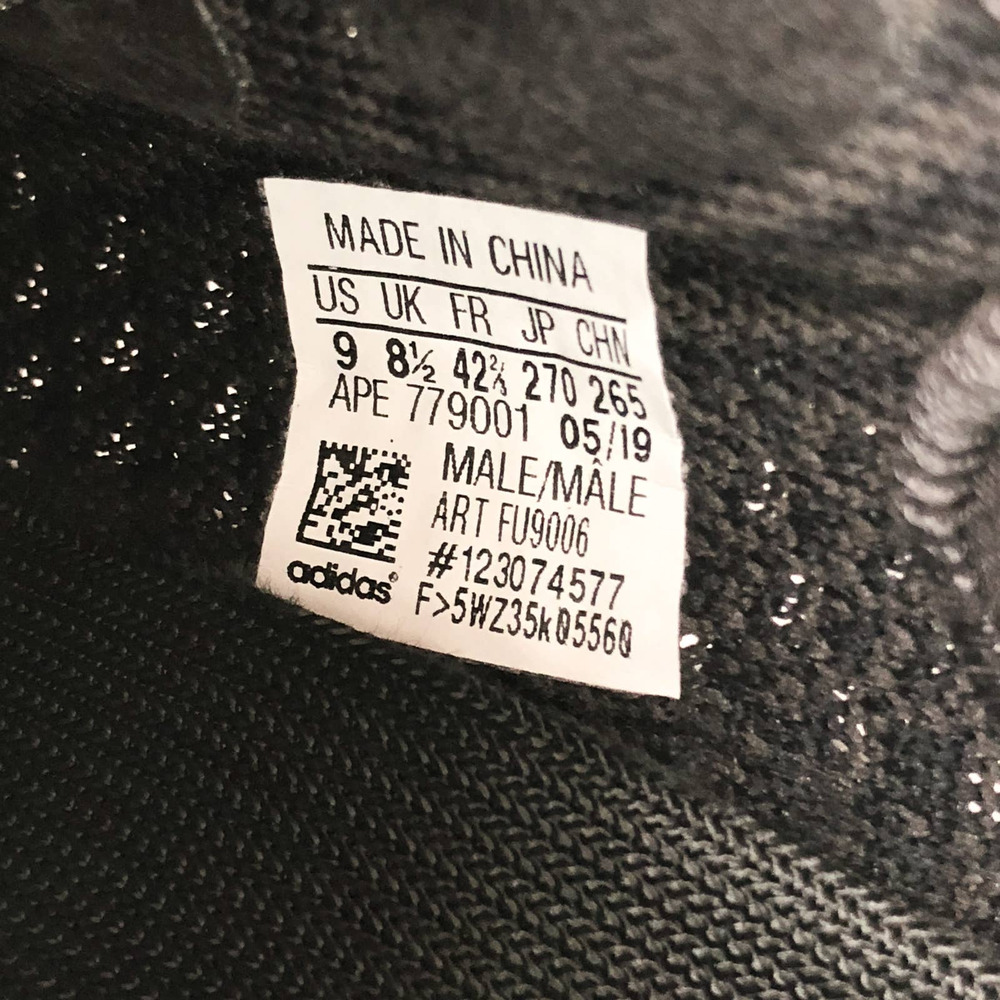 MADE IN CHINA
US UK FR JP CHN
9 8½ 42⅔ 270 265
APE 779001 05/19
MALE/MÂLE
ART FU9006
#123074577
F>5WZ35kQ556Q
adidas®